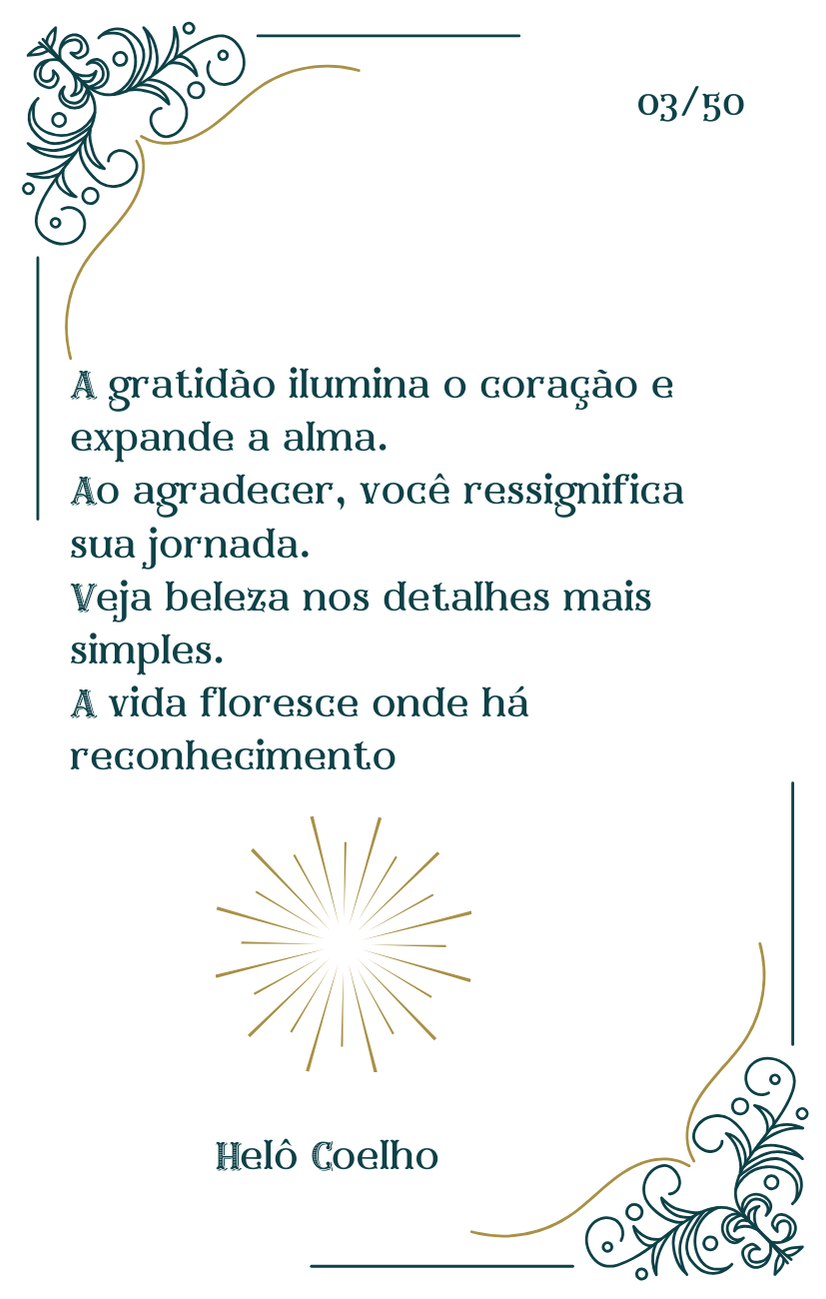 03/50
A gratidão ilumina o coração e
expande a alma.
Ao agradecer, você ressignifica
sua jornada.
Veja beleza nos detalhes mais
simples.
A vida floresce onde há
reconhecimento
Helô Coelho